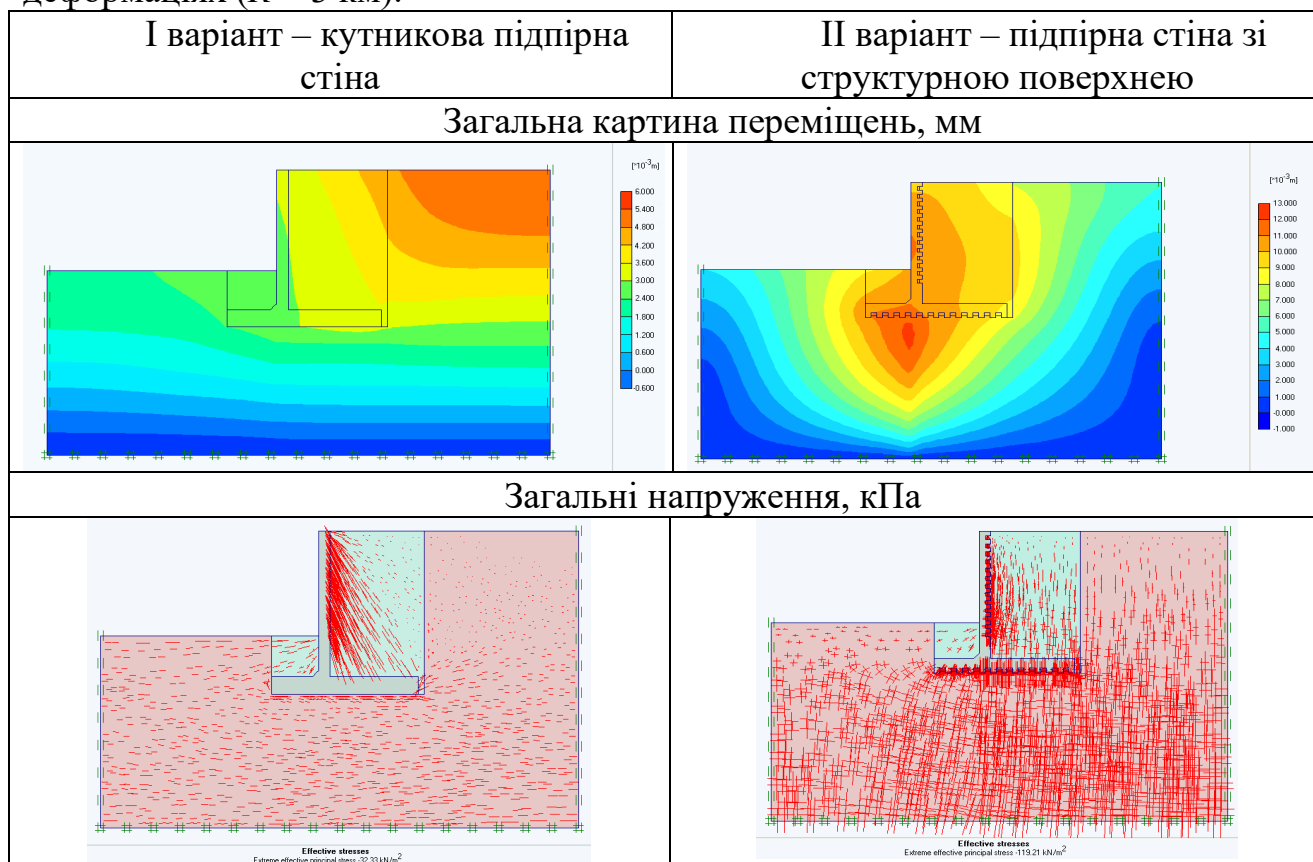 деформаціях (R = 3 км).
І варіант – кутникова підпірна
стіна
ІІ варіант – підпірна стіна зі
структурною поверхнею
Загальна картина переміщень, мм
[*10⁻³m]
6.000
5.400
4.800
4.200
3.600
3.000
2.400
1.800
1.200
0.600
0.000
-0.600
[*10⁻³m]
13.000
12.000
11.000
10.000
9.000
8.000
7.000
6.000
5.000
4.000
3.000
2.000
1.000
-0.000
-1.000
Загальні напруження, кПа
Effective stresses
Extreme effective principal stress -32.33 kN/m²
Effective stresses
Extreme effective principal stress -119.21 kN/m²